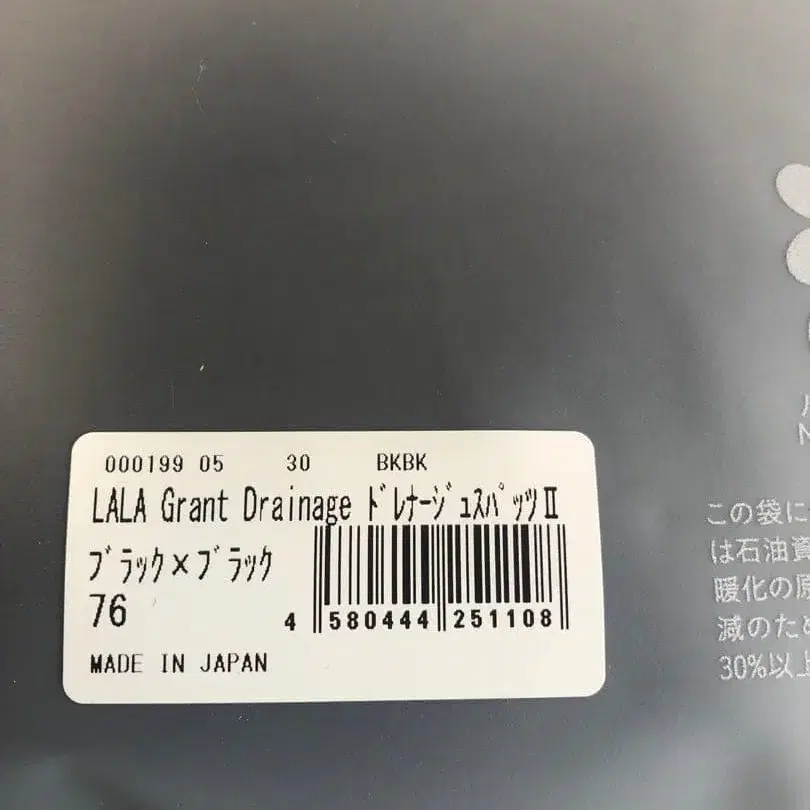 000199 05 30 BKBK
LALA Grant Drainage ﾄﾞﾚﾅｰｼﾞｭｽﾊﾟｯﾂⅡ
ﾌﾞﾗｯｸ×ﾌﾞﾗｯｸ
76
4 580444 251108
MADE IN JAPAN
この袋に
は石油資
暖化の原
減のため
30%以上